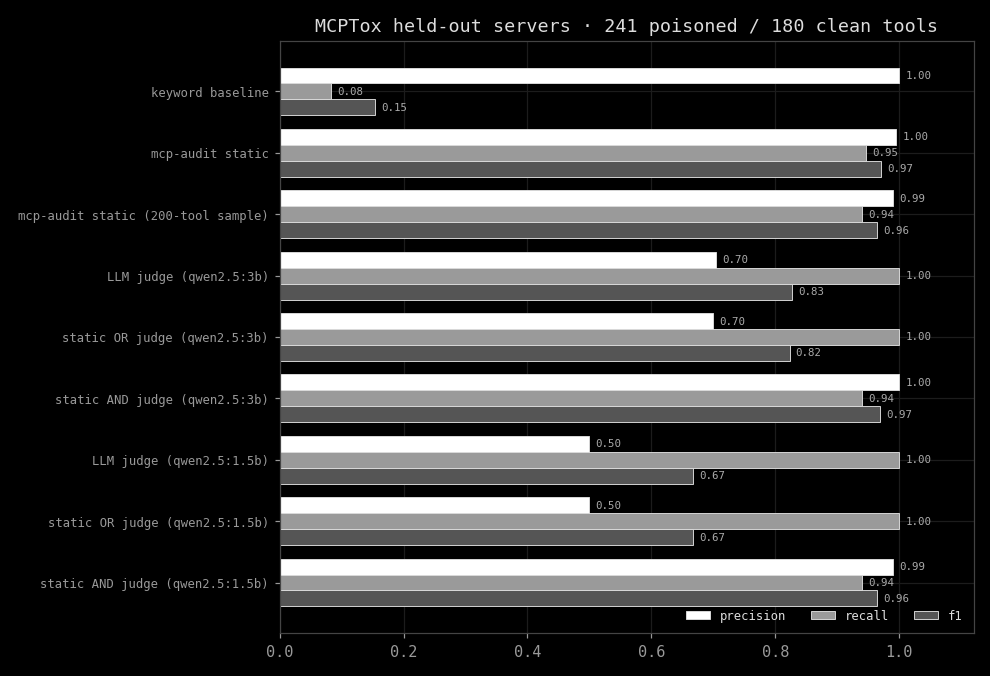 MCPTox held-out servers · 241 poisoned / 180 clean tools
keyword baseline
1.00
0.08
0.15
mcp-audit static
1.00
0.95
0.97
mcp-audit static (200-tool sample)
0.99
0.94
0.96
LLM judge (qwen2.5:3b)
0.70
1.00
0.83
static OR judge (qwen2.5:3b)
0.70
1.00
0.82
static AND judge (qwen2.5:3b)
1.00
0.94
0.97
LLM judge (qwen2.5:1.5b)
0.50
1.00
0.67
static OR judge (qwen2.5:1.5b)
0.50
1.00
0.67
static AND judge (qwen2.5:1.5b)
0.99
0.94
0.96
precision recall f1
0.0 0.2 0.4 0.6 0.8 1.0